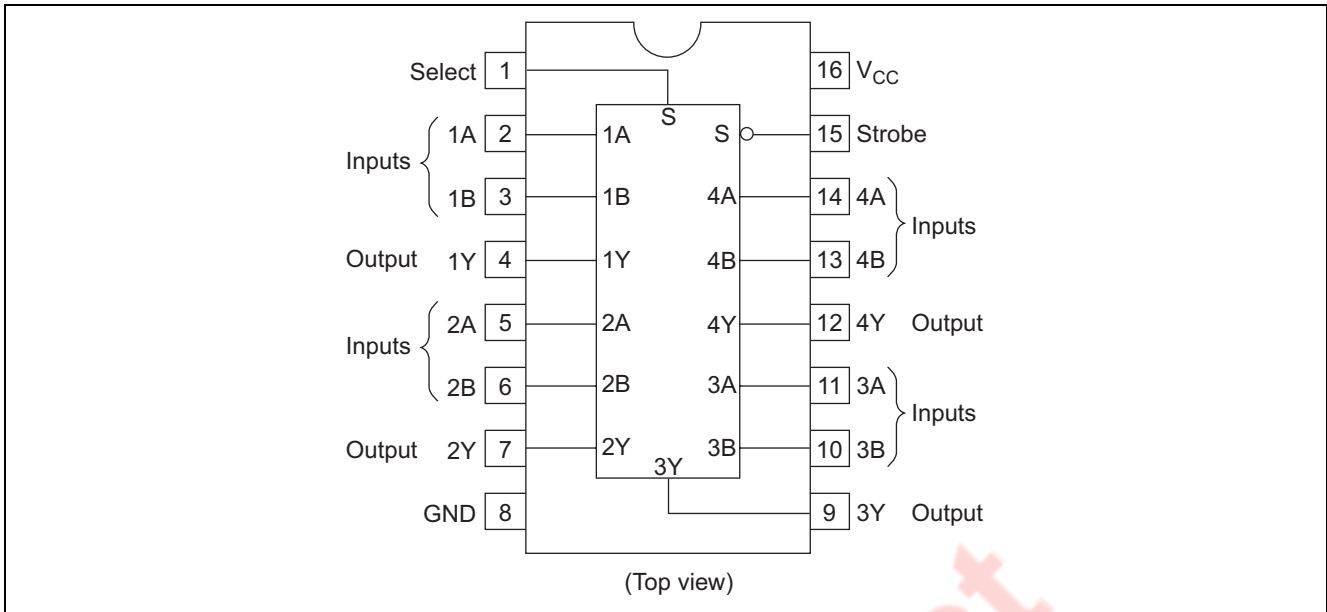 Select 1
1A 2
Inputs
1B 3
Output 1Y 4
2A 5
Inputs
2B 6
Output 2Y 7
GND 8
S
1A
1B
1Y
2A
2B
2Y
3Y
S
4A
4B
4Y
3A
3B
16 VCC
15 Strobe
14 4A
Inputs
13 4B
12 4Y Output
11 3A
Inputs
10 3B
9 3Y Output
(Top view)